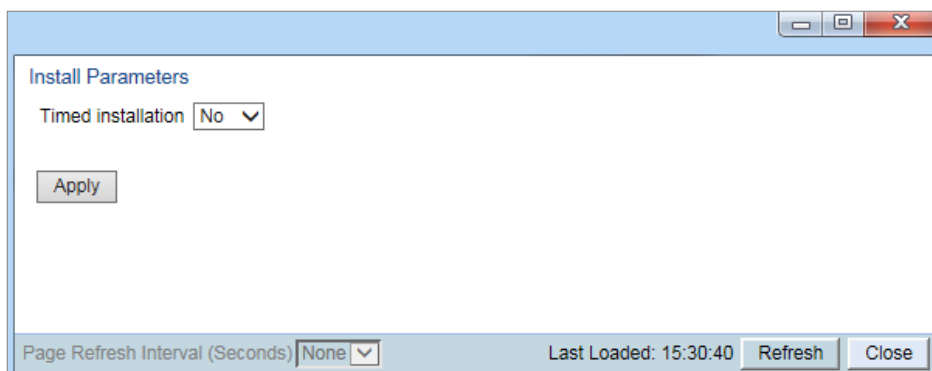 Install Parameters
Timed installation No
Apply
Page Refresh Interval (Seconds) None Last Loaded: 15:30:40 Refresh Close